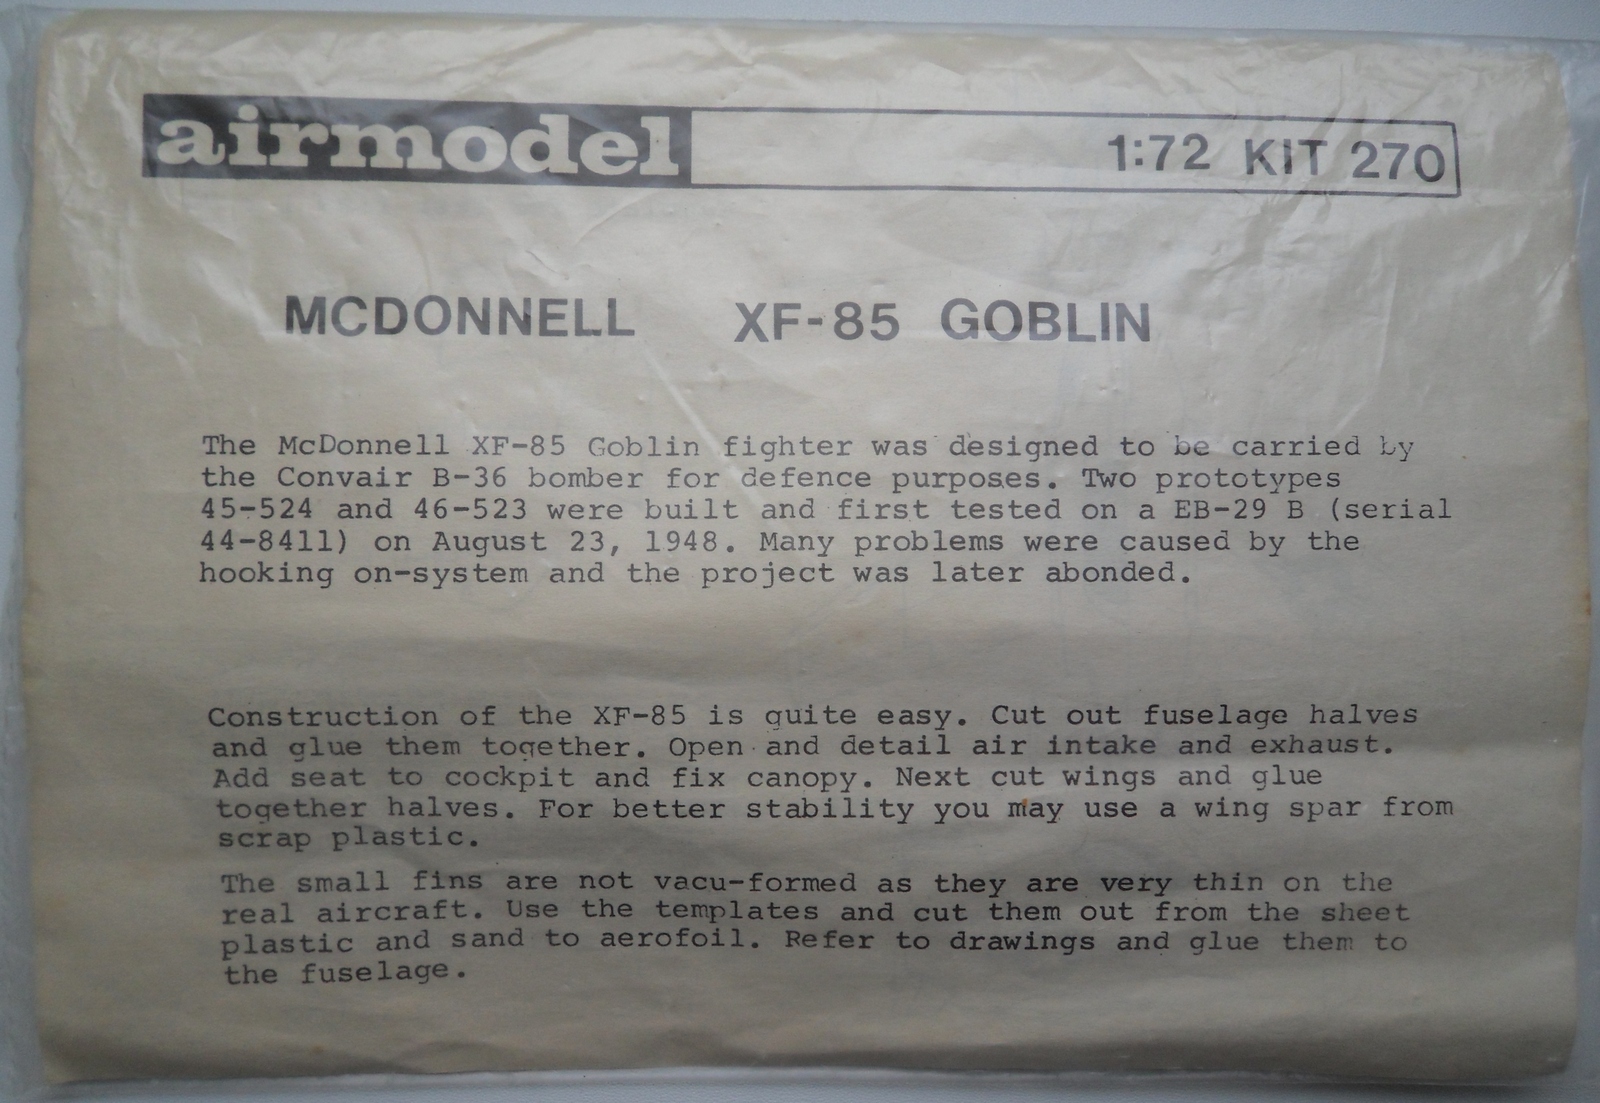 airmodel 1:72 KIT 270
MCDONNELL XF-85 GOBLIN
The McDonnell XF-85 Goblin fighter was designed to be carried by
the Convair B-36 bomber for defence purposes. Two prototypes
45-524 and 46-523 were built and first tested on a EB-29 B (serial
44-8411) on August 23, 1948. Many problems were caused by the
hooking on-system and the project was later abonded.
Construction of the XF-85 is quite easy. Cut out fuselage halves
and glue them together. Open and detail air intake and exhaust.
Add seat to cockpit and fix canopy. Next cut wings and glue
together halves. For better stability you may use a wing spar from
scrap plastic.
The small fins are not vacu-formed as they are very thin on the
real aircraft. Use the templates and cut them out from the sheet
plastic and sand to aerofoil. Refer to drawings and glue them to
the fuselage.